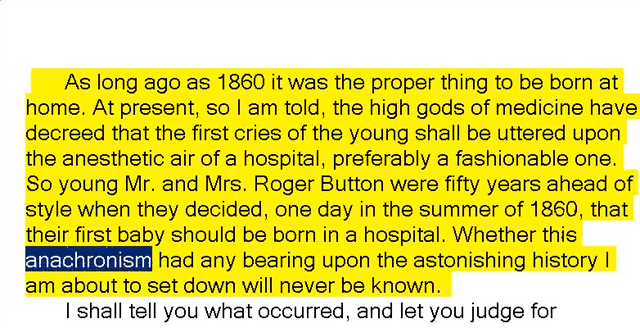 As long ago as 1860 it was the proper thing to be born at
home. At present, so I am told, the high gods of medicine have
decreed that the first cries of the young shall be uttered upon
the anesthetic air of a hospital, preferably a fashionable one.
So young Mr. and Mrs. Roger Button were fifty years ahead of
style when they decided, one day in the summer of 1860, that
their first baby should be born in a hospital. Whether this
anachronism had any bearing upon the astonishing history I
am about to set down will never be known.
I shall tell you what occurred, and let you judge for